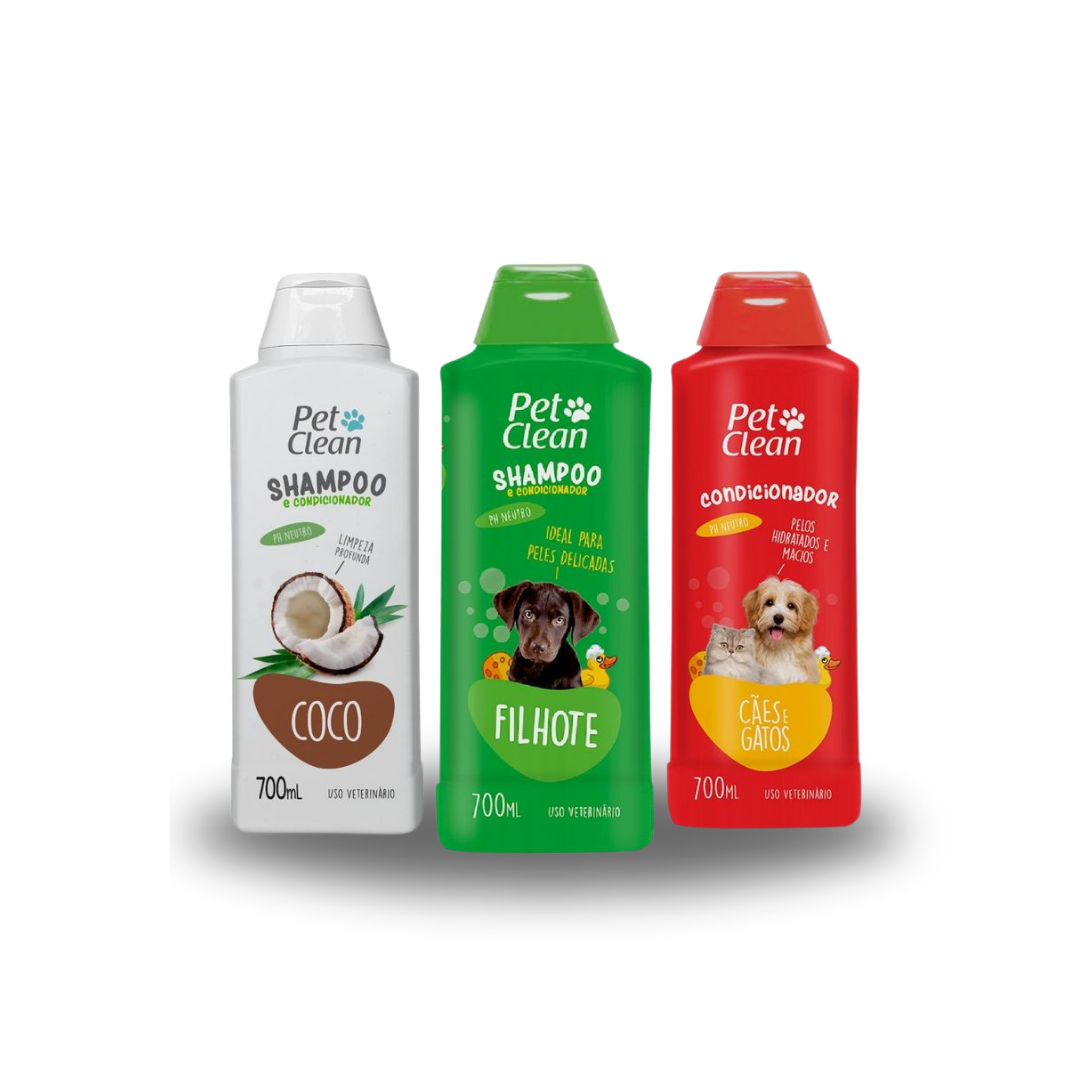 Pet
Clean
SHAMPOO
e CONDICIONADOR
PH NEUTRO
LIMPEZA
PROFUNDA
COCO
700mL
USO VETERINÁRIO
Pet
Clean
SHAMPOO
e CONDICIONADOR
PH NEUTRO
IDEAL PARA
PELES DELICADAS
FILHOTE
700ML
USO VETERINÁRIO
Pet
Clean
CONDICIONADOR
PH NEUTRO
PELOS
HIDRATADOS E
MACIOS
CÃES E
GATOS
700ML
USO VETERINÁRIO